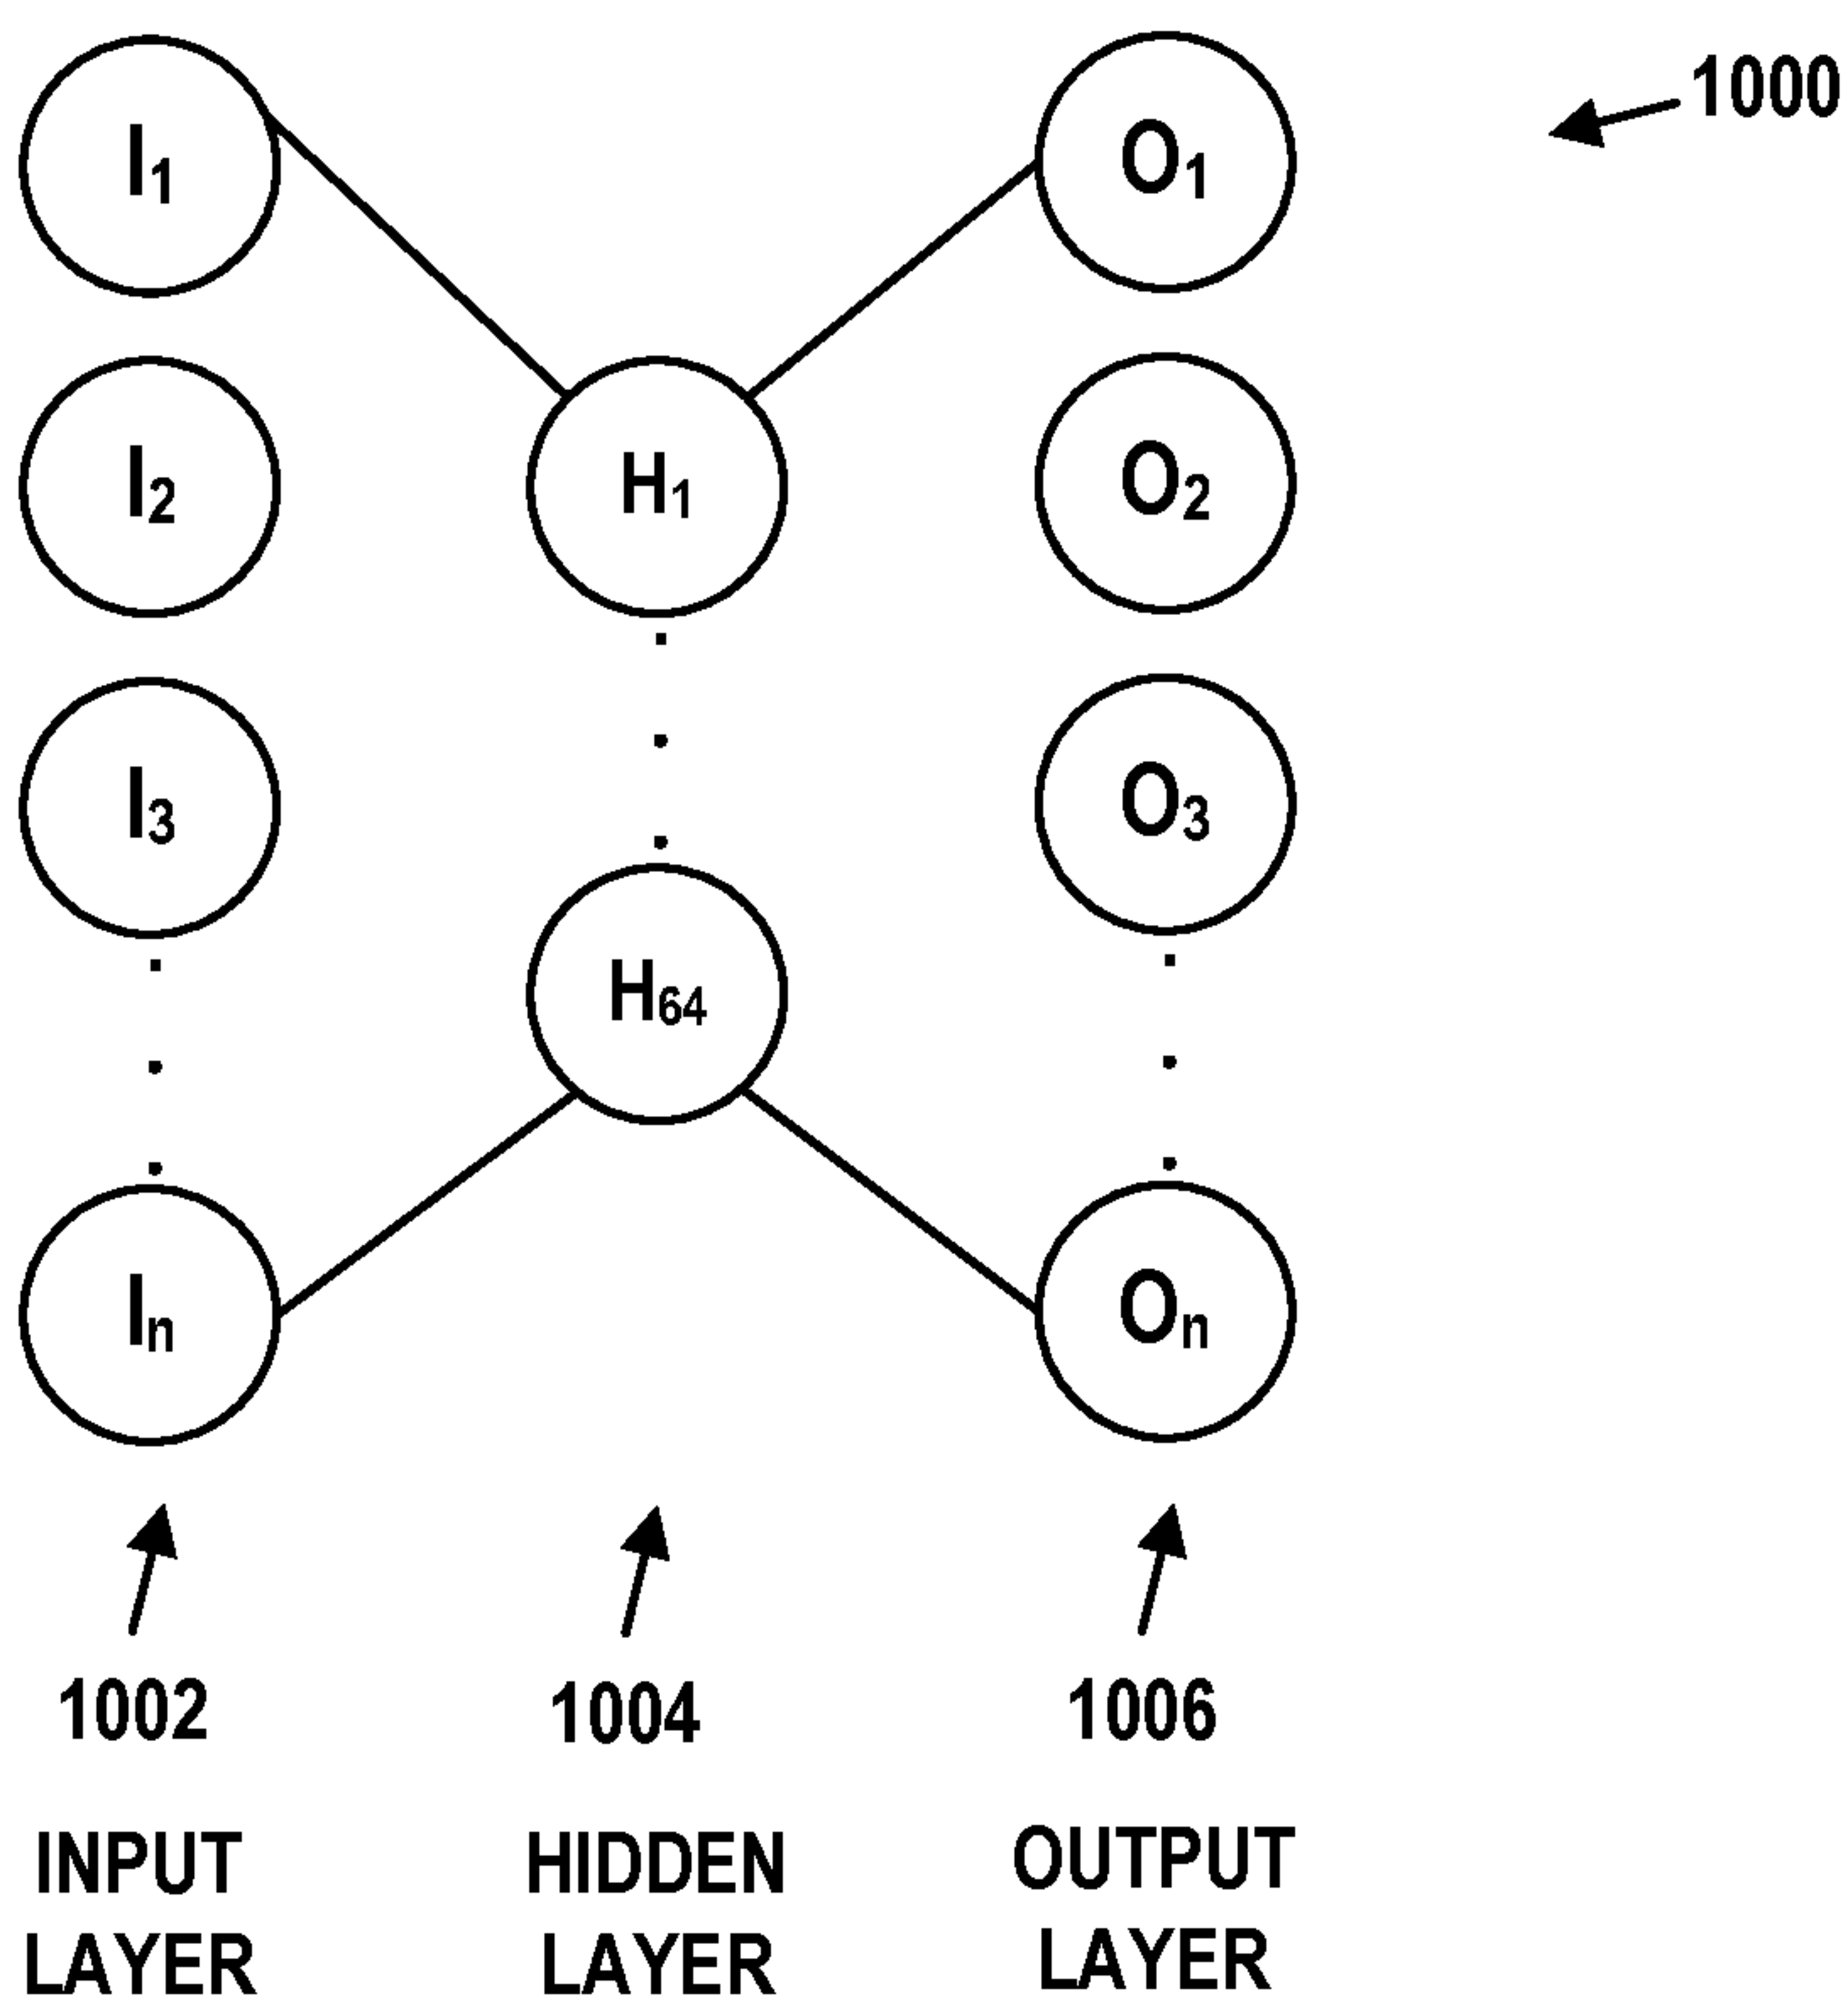 I1
O1
1000
I2
H1
O2
I3
O3
H64
In
On
1002
1004
1006
INPUT
LAYER
HIDDEN
LAYER
OUTPUT
LAYER